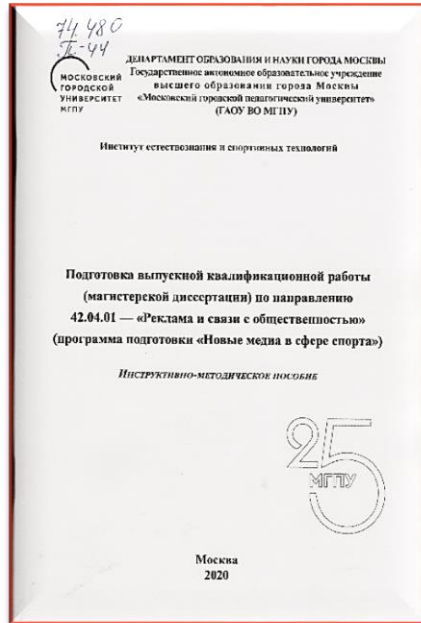 74.480
П-44
МОСКОВСКИЙ
ГОРОДСКОЙ
УНИВЕРСИТЕТ
МГПУ
ДЕПАРТАМЕНТ ОБРАЗОВАНИЯ И НАУКИ ГОРОДА МОСКВЫ
Государственное автономное образовательное учреждение
высшего образования города Москвы
«Московский городской педагогический университет»
(ГАОУ ВО МГПУ)
Институт естествознания и спортивных технологий
Подготовка выпускной квалификационной работы
(магистерской диссертации) по направлению
42.04.01 — «Реклама и связи с общественностью»
(программа подготовки «Новые медиа в сфере спорта»)
ИНСТРУКТИВНО-МЕТОДИЧЕСКОЕ ПОСОБИЕ
25
МГПУ
Москва
2020